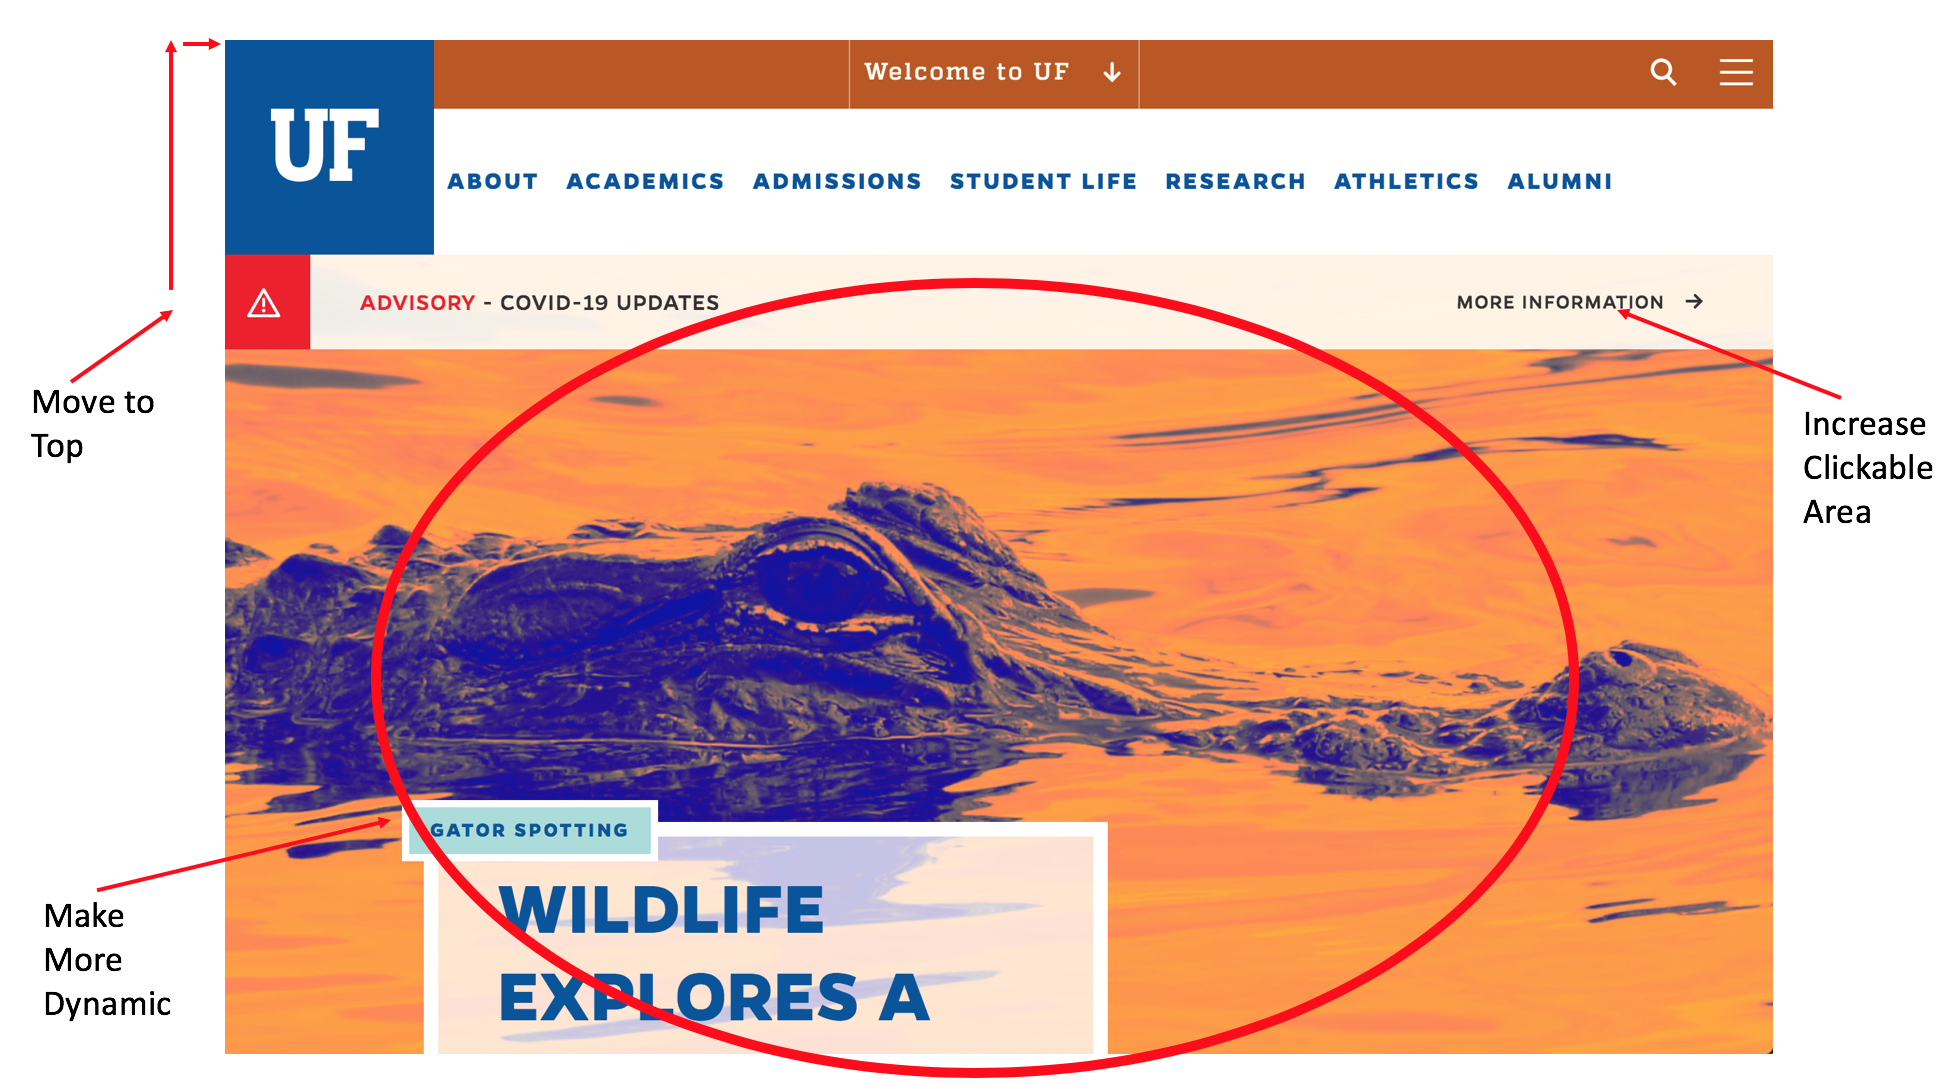 Welcome to UF
UF
ABOUT ACADEMICS ADMISSIONS STUDENT LIFE RESEARCH ATHLETICS ALUMNI
ADVISORY - COVID-19 UPDATES
MORE INFORMATION
Move to
Top
Increase
Clickable
Area
GATOR SPOTTING
WILDLIFE
EXPLORES A
Make
More
Dynamic